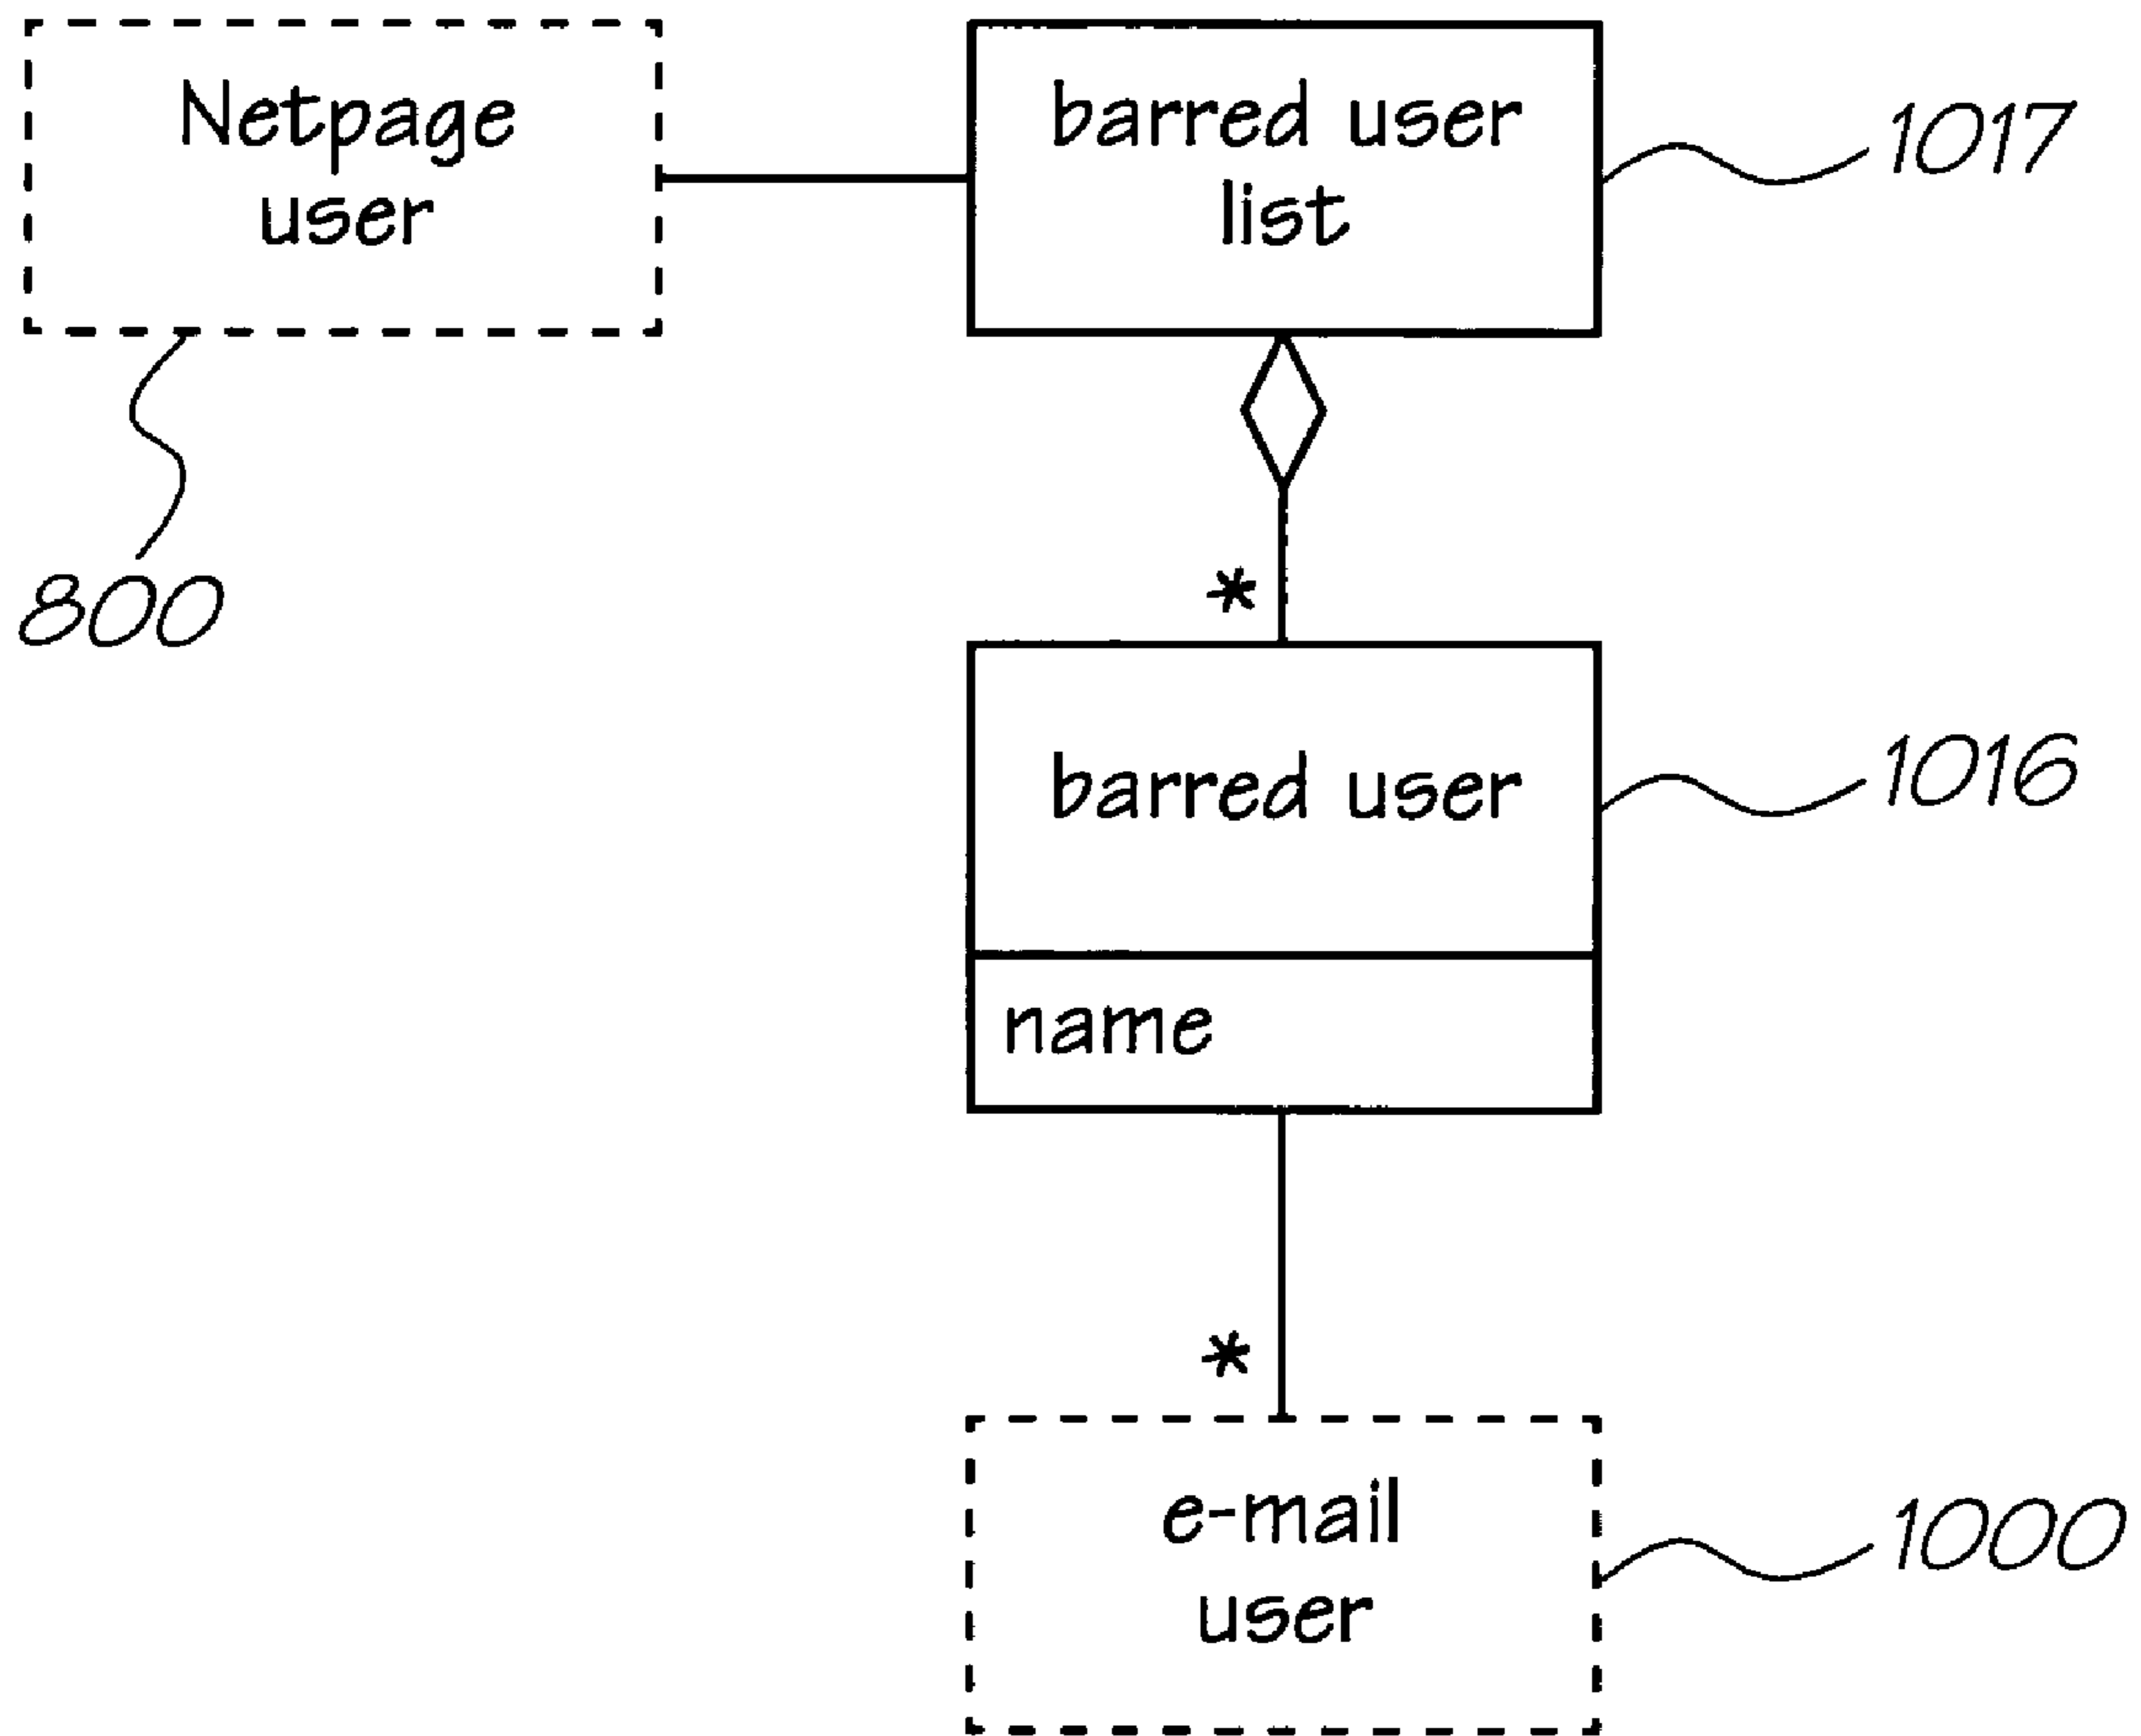 Netpage
user
barred user
list
1017
800
*
barred user
1016
name
*
e-mail
user
1000